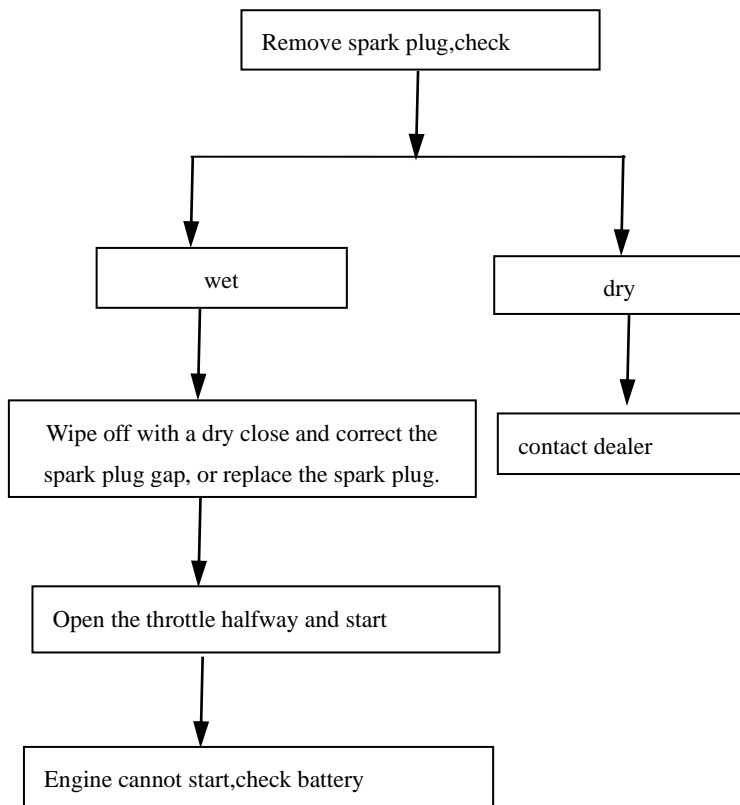 Remove spark plug,check
wet
dry
Wipe off with a dry close and correct the
spark plug gap, or replace the spark plug.
contact dealer
Open the throttle halfway and start
Engine cannot start,check battery